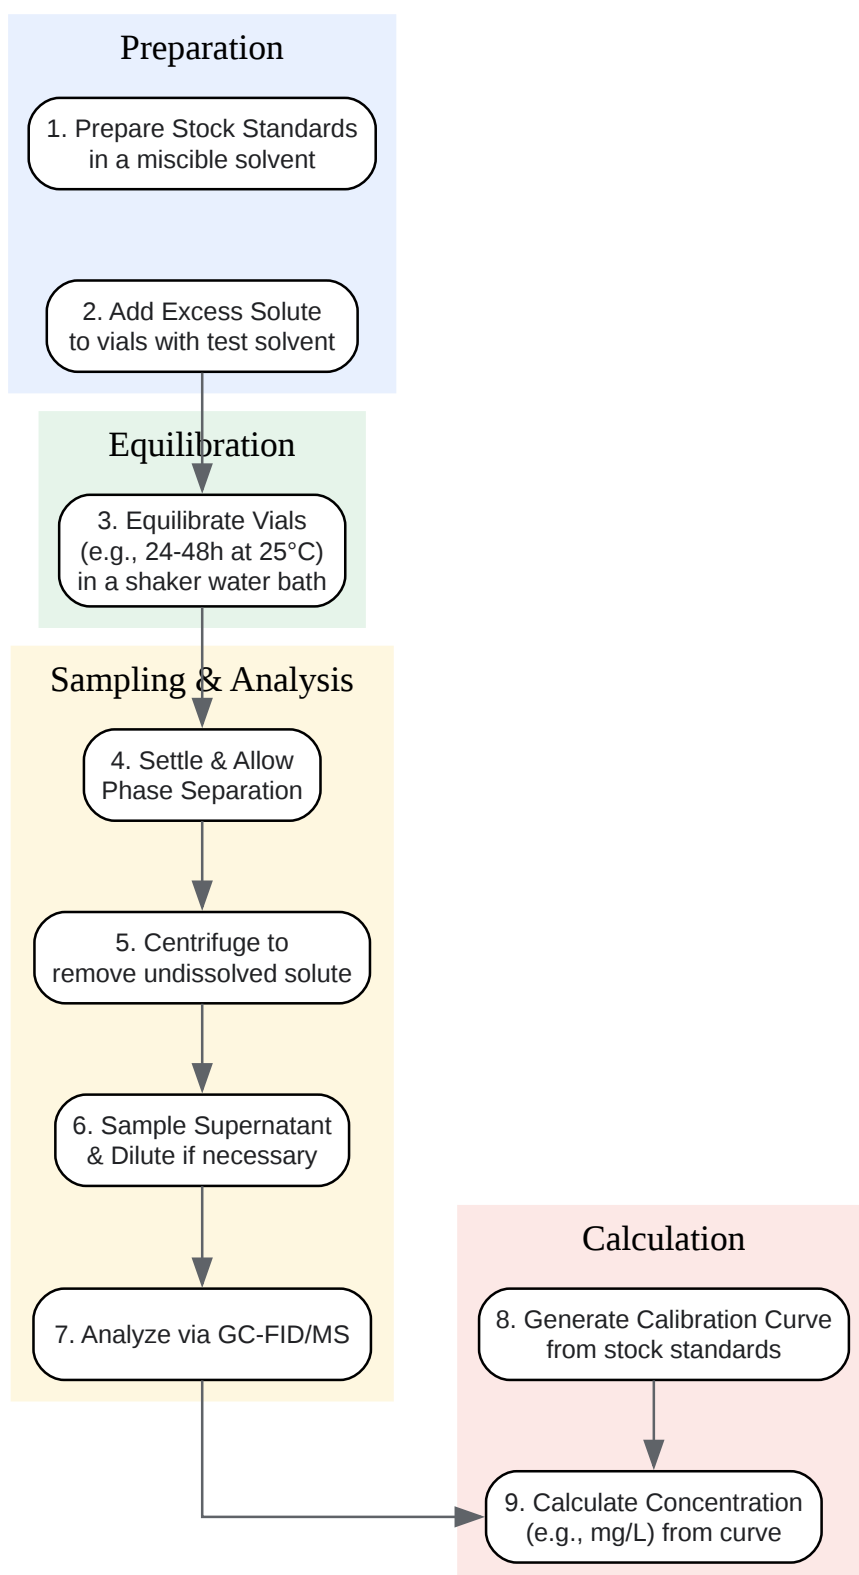 Preparation
1. Prepare Stock Standards
in a miscible solvent
2. Add Excess Solute
to vials with test solvent
Equilibration
3. Equilibrate Vials
(e.g., 24-48h at 25°C)
in a shaker water bath
Sampling & Analysis
4. Settle & Allow
Phase Separation
5. Centrifuge to
remove undissolved solute
6. Sample Supernatant
& Dilute if necessary
7. Analyze via GC-FID/MS
Calculation
8. Generate Calibration Curve
from stock standards
9. Calculate Concentration
(e.g., mg/L) from curve